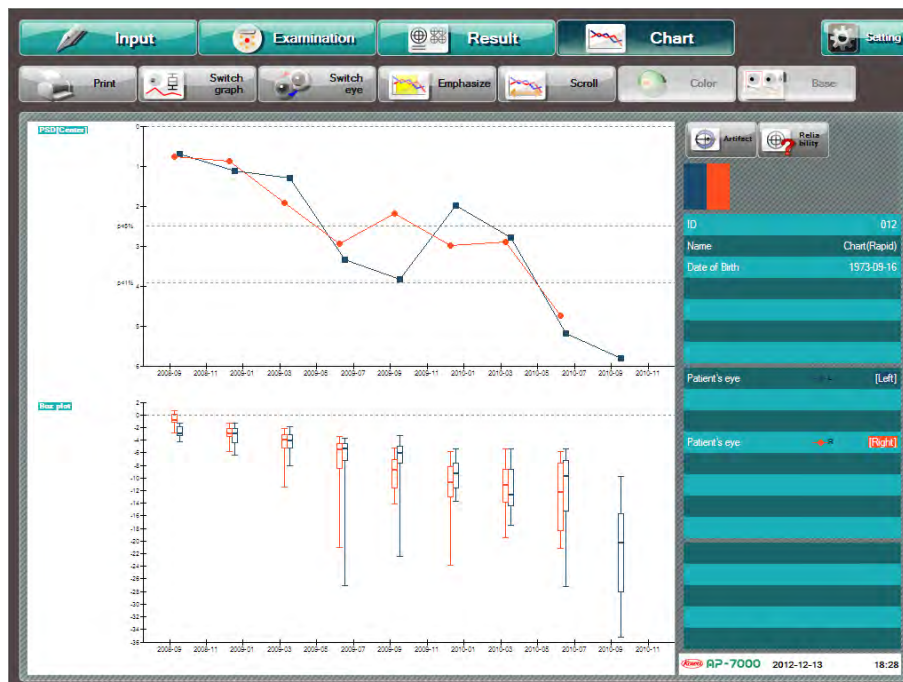 Input Examination Result Chart Setting
Print Switch graph Switch eye Emphasize Scroll Color Base
PSD[Center]
Artifact Relia bility
0
1
2
p<5%
3
p<1%
4
5
6
2008-09 2008-11 2009-01 2009-03 2009-05 2009-07 2009-09 2009-11 2010-01 2010-03 2010-05 2010-07 2010-09 2010-11
ID 012
Name Chart(Rapid)
Date of Birth 1973-09-16
Patient's eye L [Left]
Patient's eye R [Right]
Box plot
2
0
-2
-4
-6
-8
-10
-12
-14
-16
-18
-20
-22
-24
-26
-28
-30
-32
-34
-36
2008-09 2008-11 2009-01 2009-03 2009-05 2009-07 2009-09 2009-11 2010-01 2010-03 2010-05 2010-07 2010-09 2010-11
Kowa AP-7000 2012-12-13 18:28